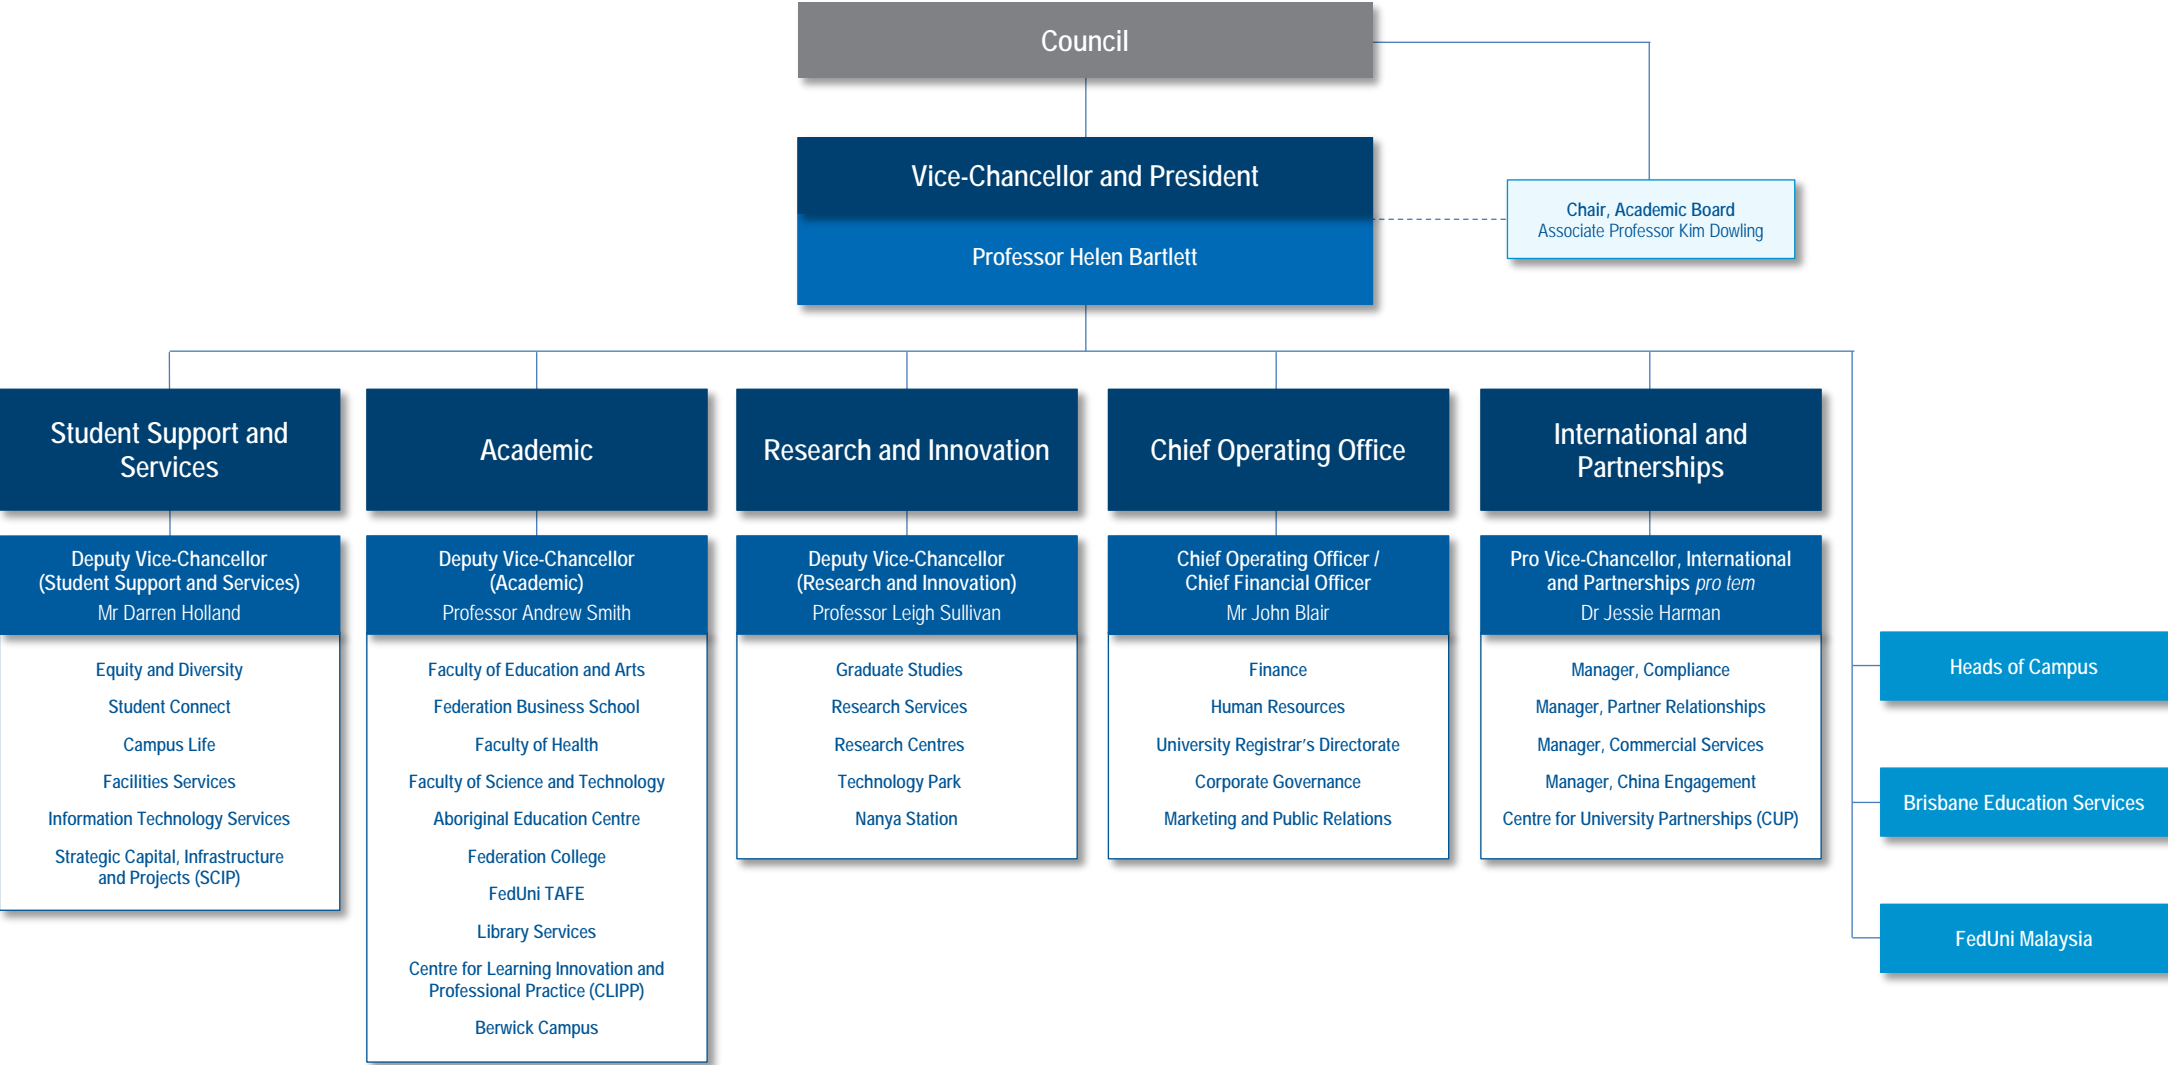 Council
Vice-Chancellor and President
Professor Helen Bartlett
Chair, Academic Board
Associate Professor Kim Dowling
Student Support and
Services
Deputy Vice-Chancellor
(Student Support and Services)
Mr Darren Holland
Equity and Diversity
Student Connect
Campus Life
Facilities Services
Information Technology Services
Strategic Capital, Infrastructure
and Projects (SCIP)
Academic
Deputy Vice-Chancellor
(Academic)
Professor Andrew Smith
Faculty of Education and Arts
Federation Business School
Faculty of Health
Faculty of Science and Technology
Aboriginal Education Centre
Federation College
FedUni TAFE
Library Services
Centre for Learning Innovation and
Professional Practice (CLIPP)
Berwick Campus
Research and Innovation
Deputy Vice-Chancellor
(Research and Innovation)
Professor Leigh Sullivan
Graduate Studies
Research Services
Research Centres
Technology Park
Nanya Station
Chief Operating Office
Chief Operating Officer /
Chief Financial Officer
Mr John Blair
Finance
Human Resources
University Registrar's Directorate
Corporate Governance
Marketing and Public Relations
International and
Partnerships
Pro Vice-Chancellor, International
and Partnerships pro tem
Dr Jessie Harman
Manager, Compliance
Manager, Partner Relationships
Manager, Commercial Services
Manager, China Engagement
Centre for University Partnerships (CUP)
Heads of Campus
Brisbane Education Services
FedUni Malaysia